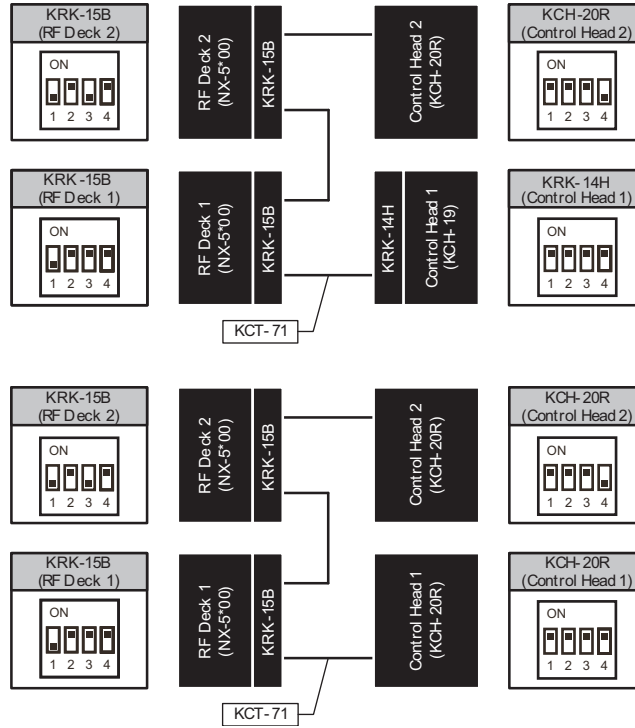 KRK-15B
(RF Deck 2)
ON
1 2 3 4
RF Deck 2
(NX-5*00)
KRK-15B
Control Head 2
(KCH-20R)
KCH-20R
(Control Head 2)
ON
1 2 3 4
KRK-15B
(RF Deck 1)
ON
1 2 3 4
RF Deck 1
(NX-5*00)
KRK-15B
KRK-14H
Control Head 1
(KCH-19)
KRK-14H
(Control Head 1)
ON
1 2 3 4
KCT-71
KRK-15B
(RF Deck 2)
ON
1 2 3 4
RF Deck 2
(NX-5*00)
KRK-15B
Control Head 2
(KCH-20R)
KCH-20R
(Control Head 2)
ON
1 2 3 4
KRK-15B
(RF Deck 1)
ON
1 2 3 4
RF Deck 1
(NX-5*00)
KRK-15B
Control Head 1
(KCH-20R)
KCH-20R
(Control Head 1)
ON
1 2 3 4
KCT-71